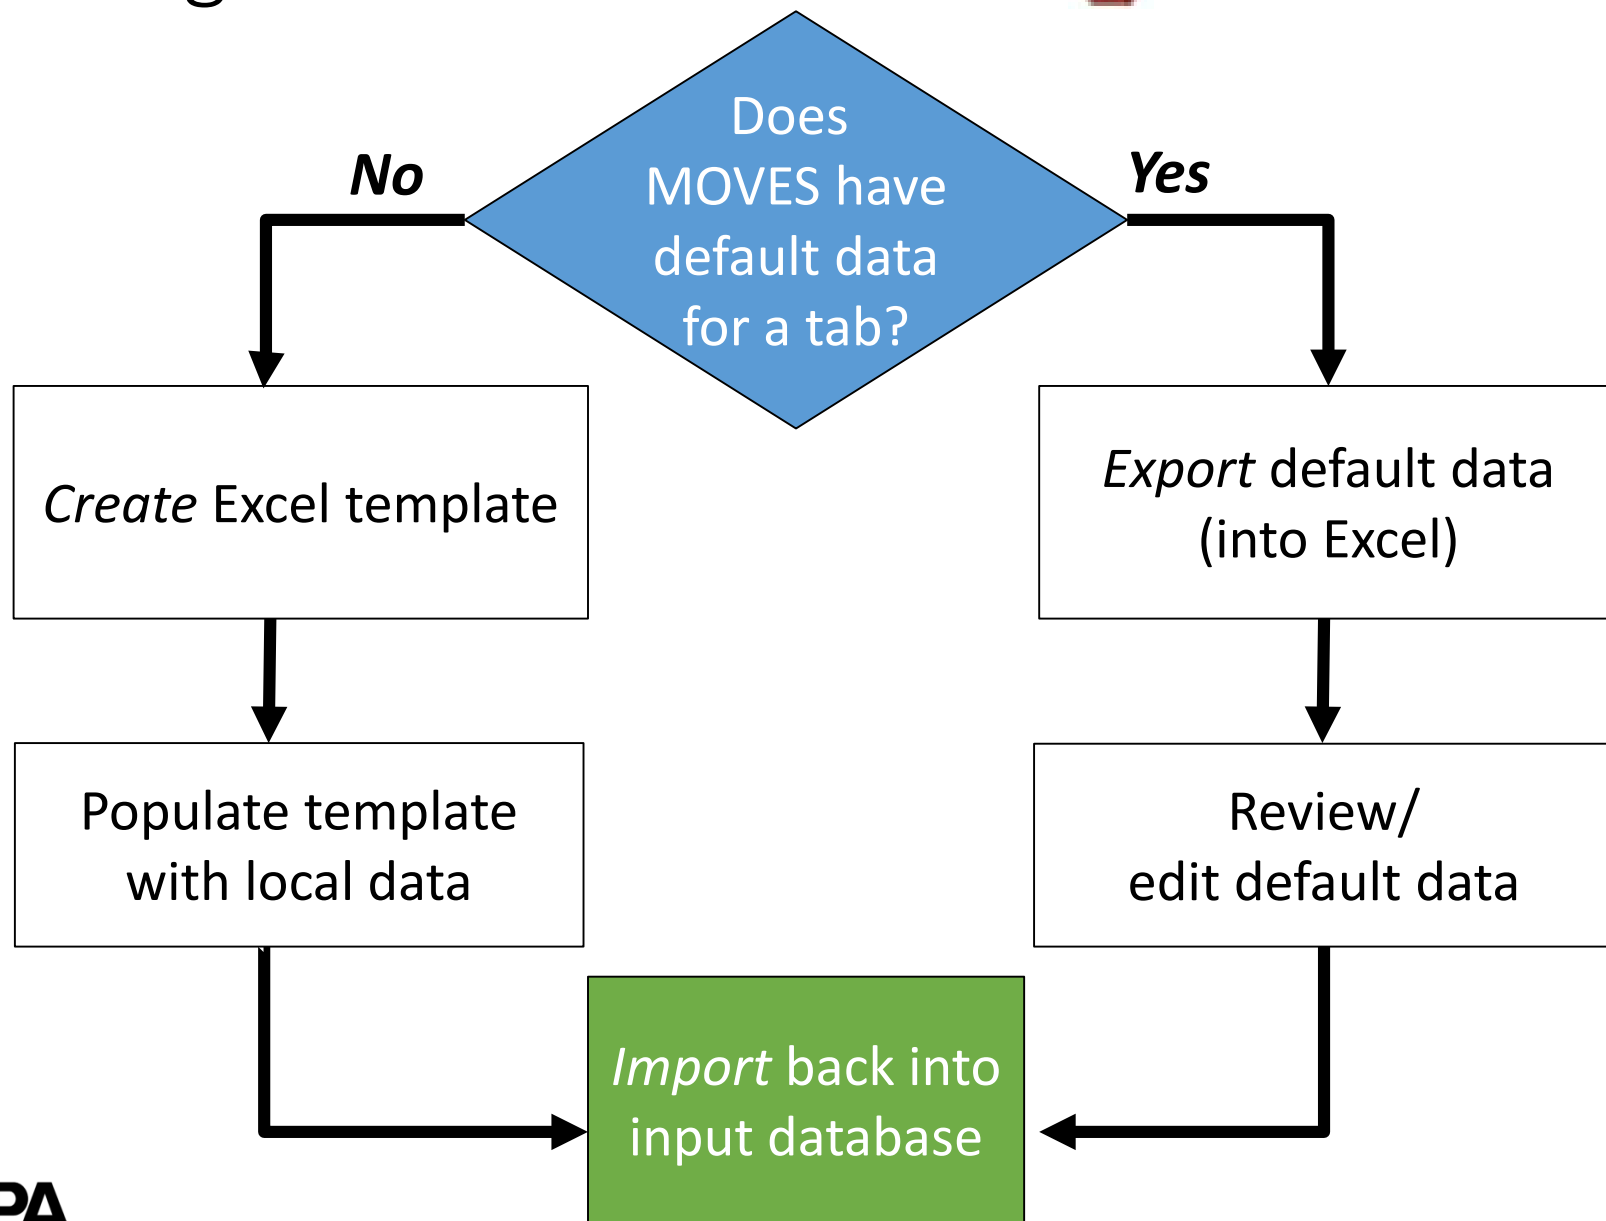 Does
MOVES have
default data
for a tab?
No
Yes
Create Excel template
Export default data
(into Excel)
Populate template
with local data
Review/
edit default data
Import back into
input database
PA